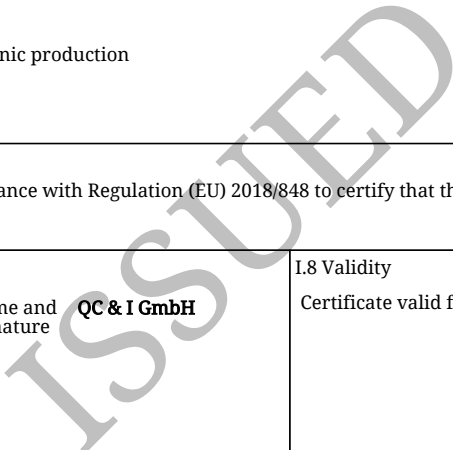 nic production
ance with Regulation (EU) 2018/848 to certify that th
I.8 Validity
Certificate valid f
ne and
nature
QC & I GmbH
ISSUED